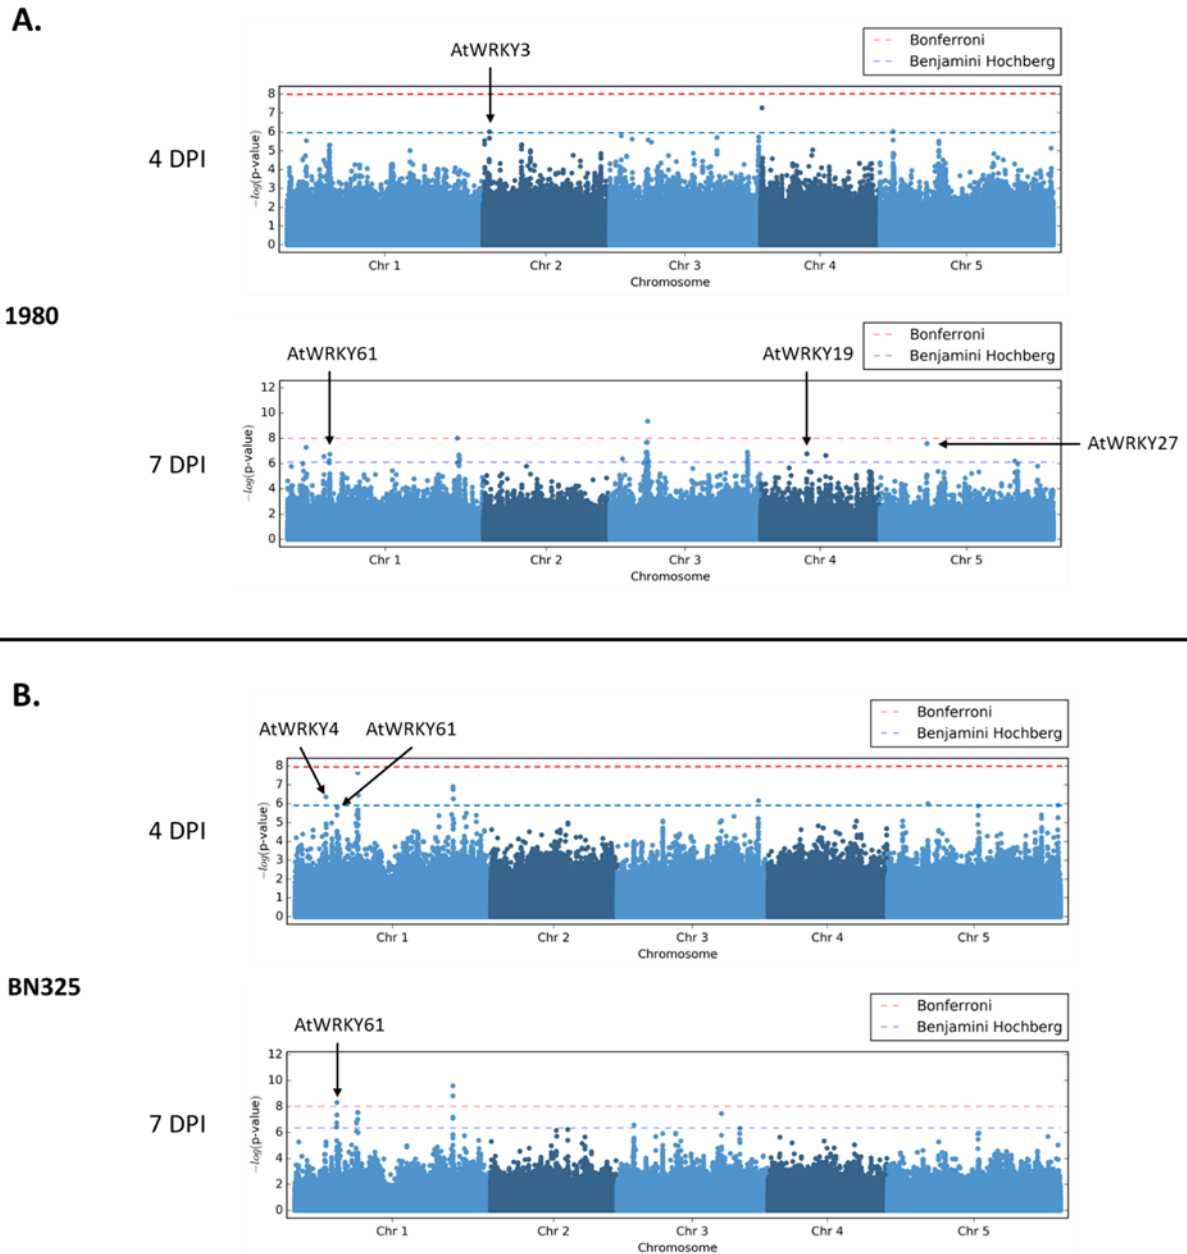 A.
Bonferroni
Benjamini Hochberg
AtWRKY3
4 DPI
−log(p-value)
8
7
6
5
4
3
2
1
0
Chr 1 Chr 2 Chr 3 Chr 4 Chr 5
Chromosome
1980
Bonferroni
Benjamini Hochberg
AtWRKY61 AtWRKY19
AtWRKY27
7 DPI
−log(p-value)
12
10
8
6
4
2
0
Chr 1 Chr 2 Chr 3 Chr 4 Chr 5
Chromosome
B.
Bonferroni
Benjamini Hochberg
AtWRKY4 AtWRKY61
4 DPI
−log(p-value)
8
7
6
5
4
3
2
1
0
Chr 1 Chr 2 Chr 3 Chr 4 Chr 5
Chromosome
BN325
Bonferroni
Benjamini Hochberg
AtWRKY61
7 DPI
−log(p-value)
12
10
8
6
4
2
0
Chr 1 Chr 2 Chr 3 Chr 4 Chr 5
Chromosome